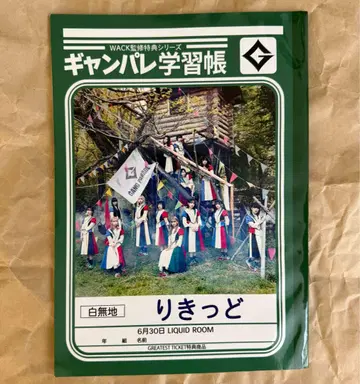 WACK監修特典シリーズ
ギャンパレ学習帳
G
GANG PARADE
白無地
りきっど
6月30日 LIQUID ROOM
年 組 名前
GREATEST TICKET特典商品